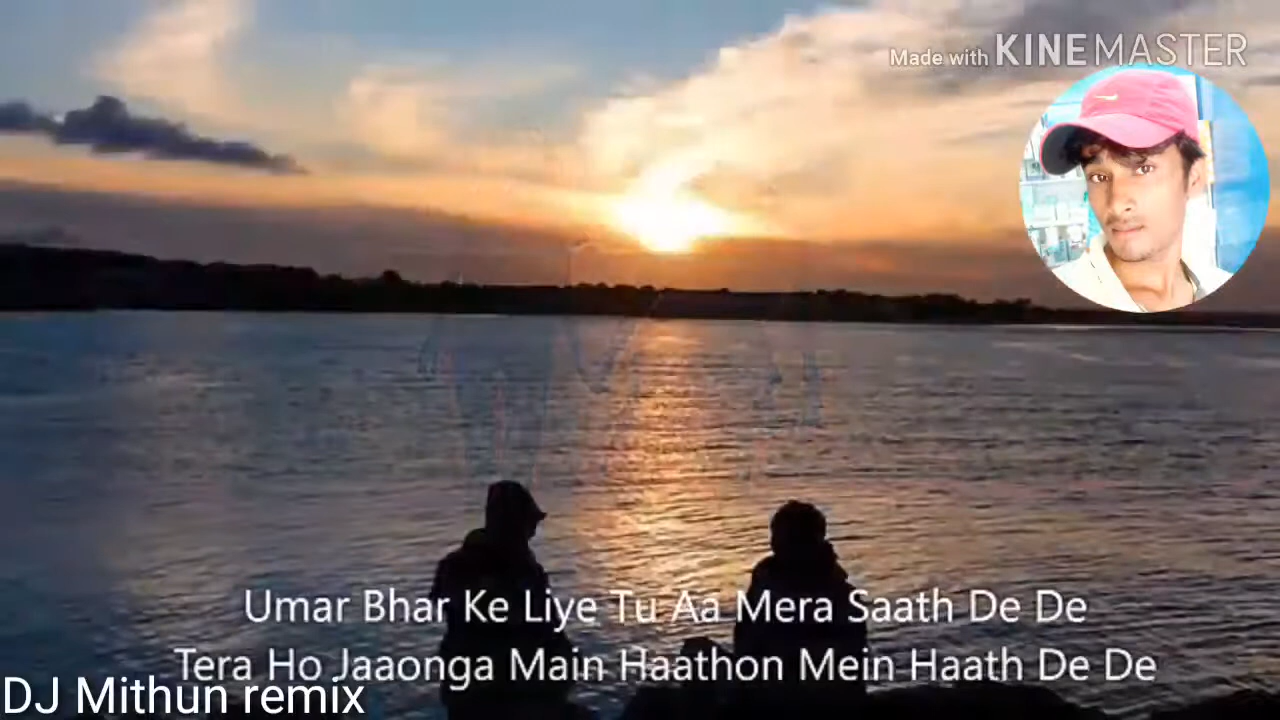 Made with KINEMASTER
Umar Bhar Ke Liye Tu Aa Mera Saath De De
Tera Ho Jaaonga Main Haathon Mein Haath De De
DJ Mithun remix